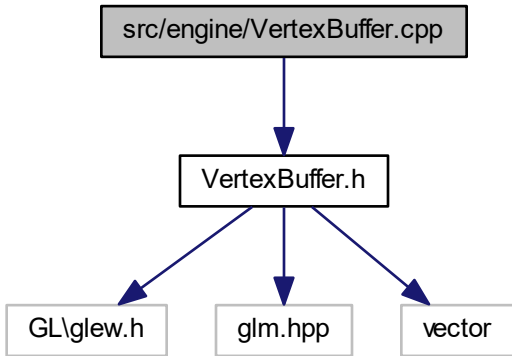 src/engine/VertexBuffer.cpp
VertexBuffer.h
GL\glew.h
glm.hpp
vector